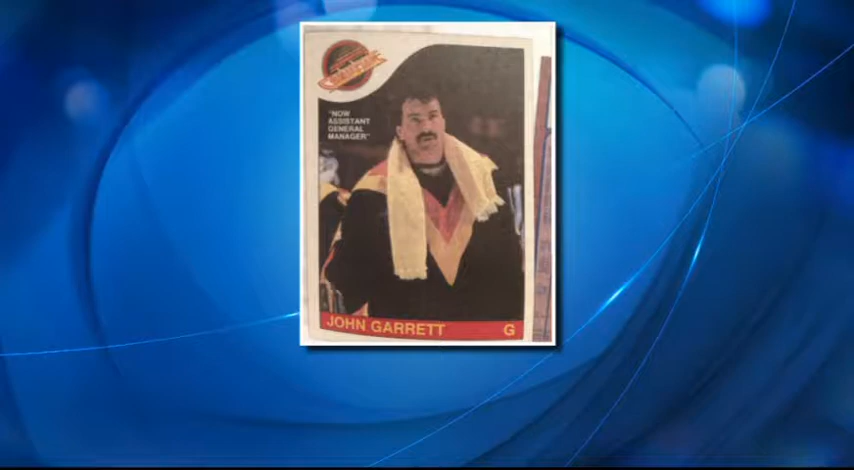 "NOW
ASSISTANT
GENERAL
MANAGER"
JOHN GARRETT G